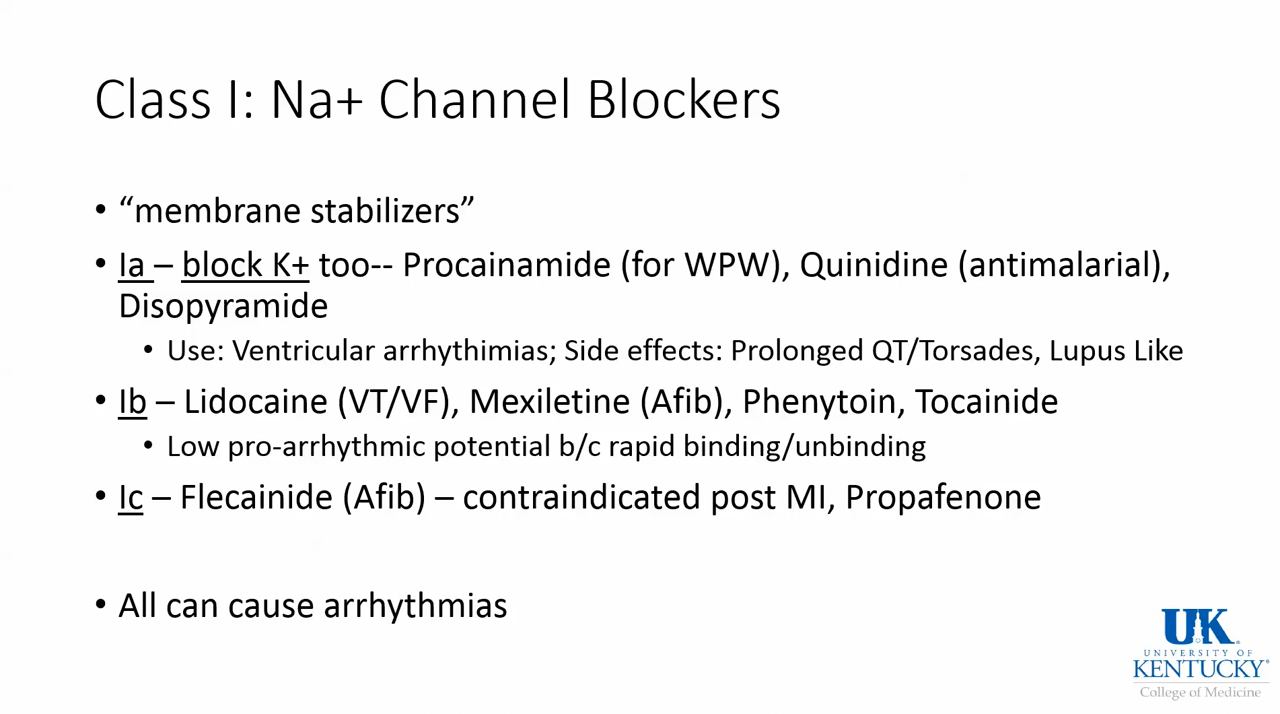 Class I: Na+ Channel Blockers
• “membrane stabilizers”
• Ia – block K+ too-- Procainamide (for WPW), Quinidine (antimalarial),
Disopyramide
• Use: Ventricular arrhythimias; Side effects: Prolonged QT/Torsades, Lupus Like
• Ib – Lidocaine (VT/VF), Mexiletine (Afib), Phenytoin, Tocainide
• Low pro-arrhythmic potential b/c rapid binding/unbinding
• Ic – Flecainide (Afib) – contraindicated post MI, Propafenone
• All can cause arrhythmias
UK
UNIVERSITY OF
KENTUCKY®
College of Medicine